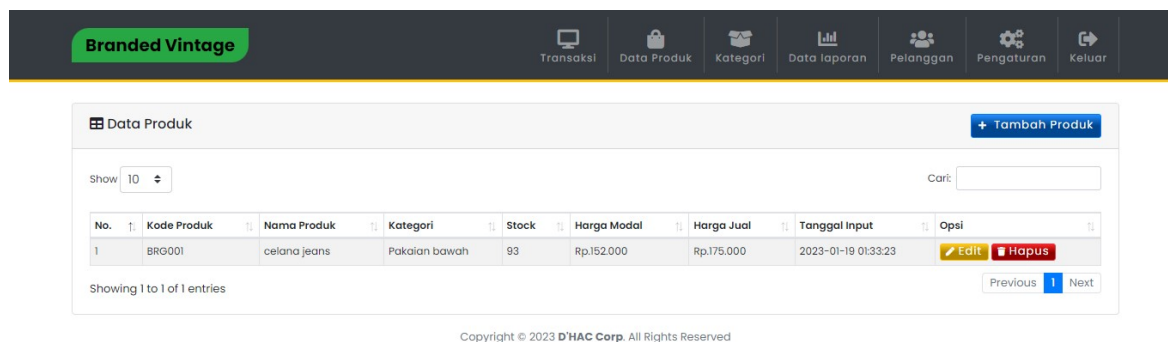 Branded Vintage
Transaksi Data Produk Kategori Data laporan Pelanggan Pengaturan Keluar
Data Produk
+ Tambah Produk
Show 10
Cari:
No. Kode Produk Nama Produk Kategori Stock Harga Modal Harga Jual Tanggal Input Opsi
1 BRG001 celana jeans Pakaian bawah 93 Rp.152.000 Rp.175.000 2023-01-19 01:33:23 Edit Hapus
Showing 1 to 1 of 1 entries
Previous 1 Next
Copyright © 2023 D'HAC Corp. All Rights Reserved